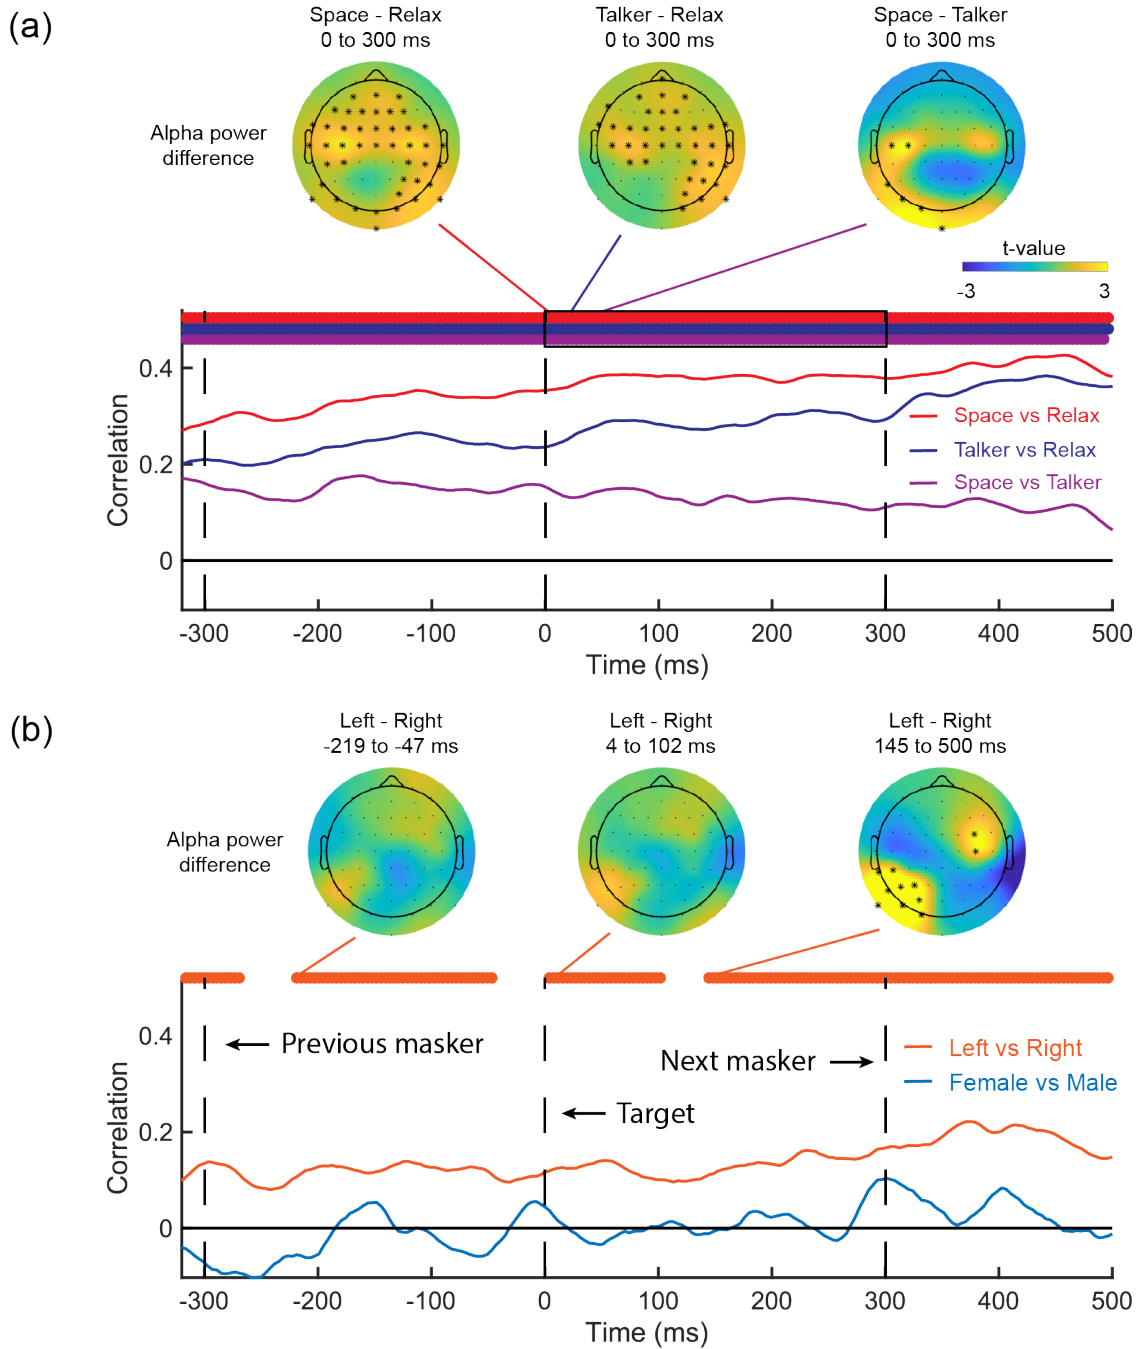 (a)
Space - Relax
0 to 300 ms
Talker - Relax
0 to 300 ms
Space - Talker
0 to 300 ms
Alpha power
difference
t-value
-3
3
0.4
0.2
0
Correlation
Space vs Relax
Talker vs Relax
Space vs Talker
-300
-200
-100
0
100
200
300
400
500
Time (ms)
(b)
Left - Right
-219 to -47 ms
Left - Right
4 to 102 ms
Left - Right
145 to 500 ms
Alpha power
difference
0.4
0.2
0
Correlation
Previous masker
Target
Next masker
Left vs Right
Female vs Male
-300
-200
-100
0
100
200
300
400
500
Time (ms)